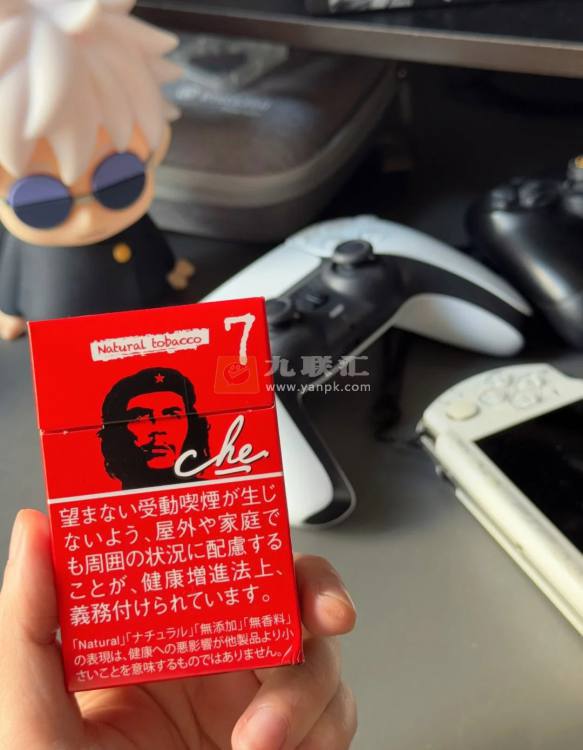 Natural tobacco
7
九联汇
www.yanpk.com
che
望まない受動喫煙が生じ
ないよう、屋外や家庭で
も周囲の状況に配慮する
ことが、健康増進法上、
義務付けられています。
「Natural」「ナチュラル」「無添加」「無香料」
の表現は、健康への悪影響が他製品より小
さいことを意味するものではありません。